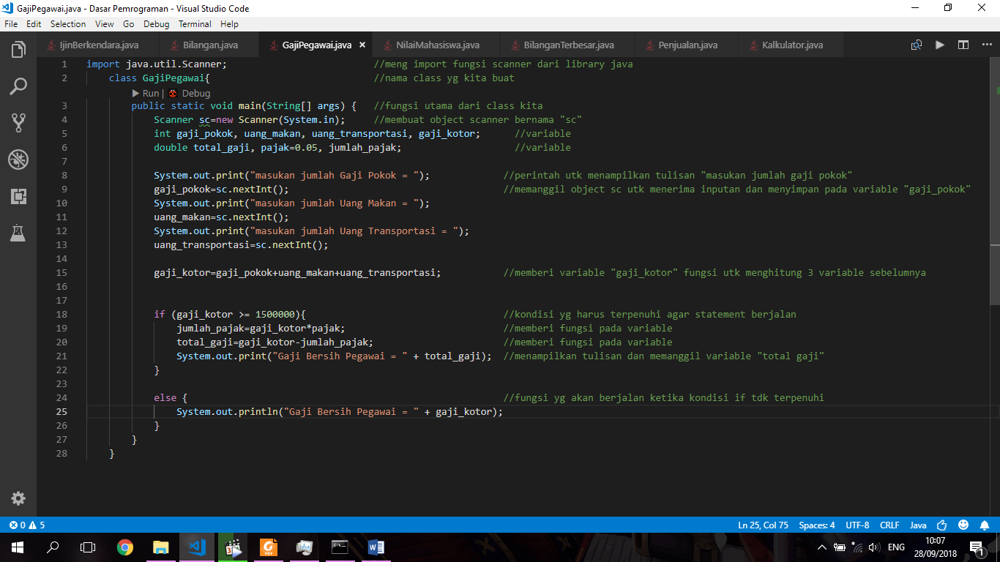 GajiPegawai.java - Dasar Pemrograman - Visual Studio Code
File Edit Selection View Go Debug Terminal Help
IjinBerkendara.java Bilangan.java GajiPegawai.java × NilaiMahasiswa.java BilanganTerbesar.java Penjualan.java Kalkulator.java
1 import java.util.Scanner; //meng import fungsi scanner dari library java
2 class GajiPegawai{ //nama class yg kita buat
Run | Debug
3 public static void main(String[] args) { //fungsi utama dari class kita
4 Scanner sc=new Scanner(System.in); //membuat object scanner bernama "sc"
5 int gaji_pokok, uang_makan, uang_transportasi, gaji_kotor; //variable
6 double total_gaji, pajak=0.05, jumlah_pajak; //variable
7
8 System.out.print("masukan jumlah Gaji Pokok = "); //perintah utk menampilkan tulisan "masukan jumlah gaji pokok"
9 gaji_pokok=sc.nextInt(); //memanggil object sc utk menerima inputan dan menyimpan pada variable "gaji_pokok"
10 System.out.print("masukan jumlah Uang Makan = ");
11 uang_makan=sc.nextInt();
12 System.out.print("masukan jumlah Uang Transportasi = ");
13 uang_transportasi=sc.nextInt();
14
15 gaji_kotor=gaji_pokok+uang_makan+uang_transportasi; //memberi variable "gaji_kotor" fungsi utk menghitung 3 variable sebelumnya
16
17
18 if (gaji_kotor >= 1500000){ //kondisi yg harus terpenuhi agar statement berjalan
19 jumlah_pajak=gaji_kotor*pajak; //memberi fungsi pada variable
20 total_gaji=gaji_kotor-jumlah_pajak; //memberi fungsi pada variable
21 System.out.print("Gaji Bersih Pegawai = " + total_gaji); //menampilkan tulisan dan memanggil variable "total gaji"
22 }
23
24 else { //fungsi yg akan berjalan ketika kondisi if tdk terpenuhi
25 System.out.println("Gaji Bersih Pegawai = " + gaji_kotor);
26 }
27 }
28 }
0 5 Ln 25, Col 75 Spaces: 4 UTF-8 CRLF Java
ENG 10:07
28/09/2018 1